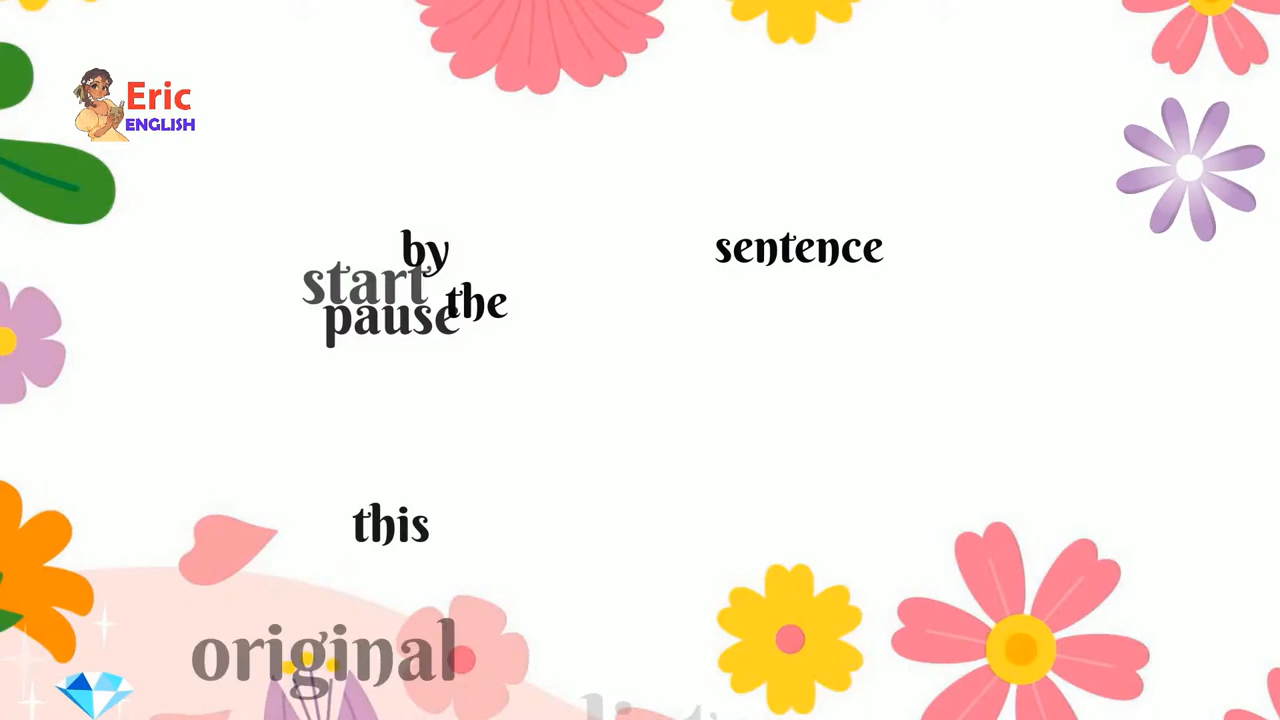 Eric
ENGLISH
by
sentence
start
the
pause
this
original